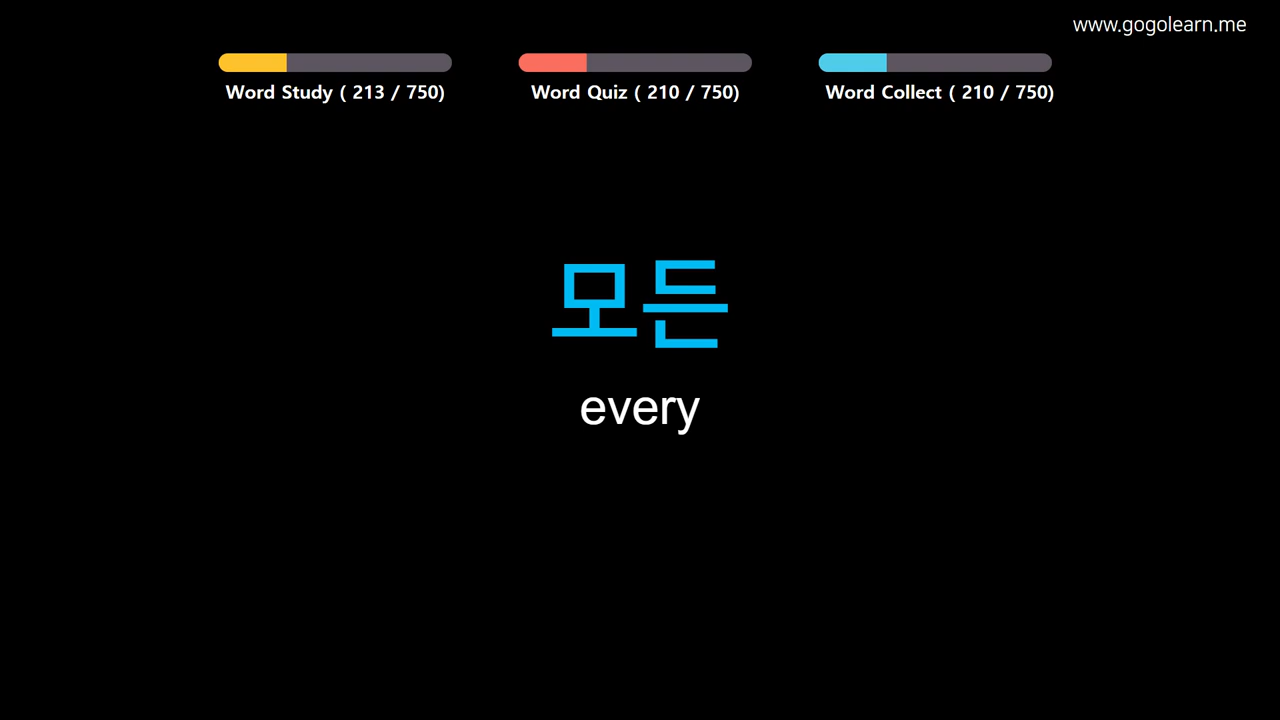 www.gogolearn.me
Word Study ( 213 / 750)
Word Quiz ( 210 / 750)
Word Collect ( 210 / 750)
모든
every